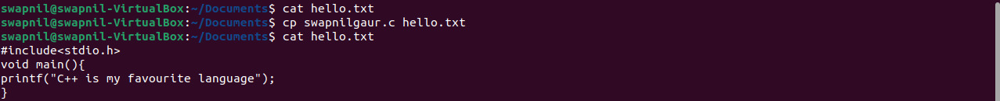 swapnil@swapnil-VirtualBox:~/Documents$ cat hello.txt
swapnil@swapnil-VirtualBox:~/Documents$ cp swapnilgaur.c hello.txt
swapnil@swapnil-VirtualBox:~/Documents$ cat hello.txt
#include<stdio.h>
void main(){
printf("C++ is my favourite language");
}